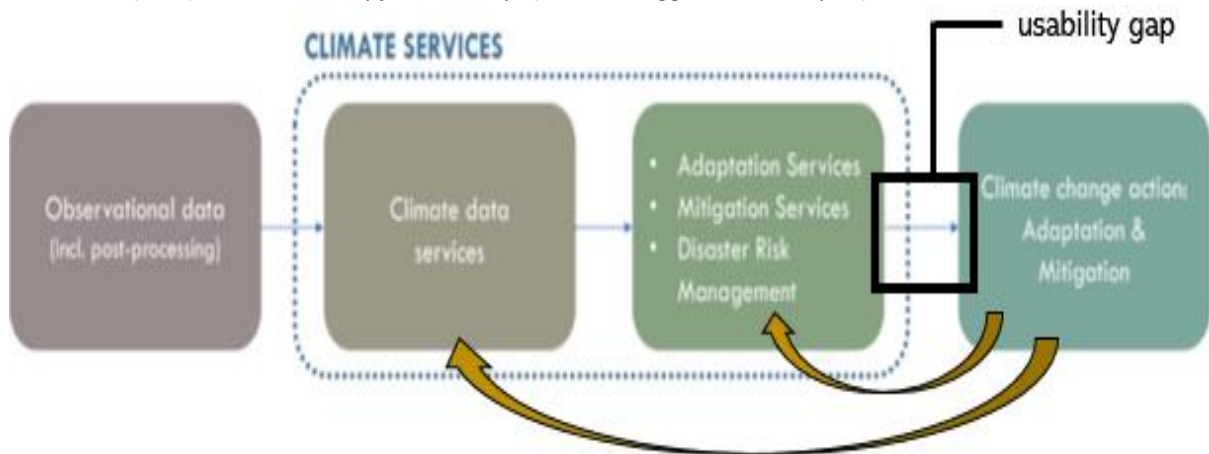 usability gap
CLIMATE SERVICES
Observational data
(incl. post-processing)
Climate data
services
• Adaptation Services
• Mitigation Services
• Disaster Risk
Management
Climate change action:
Adaptation &
Mitigation